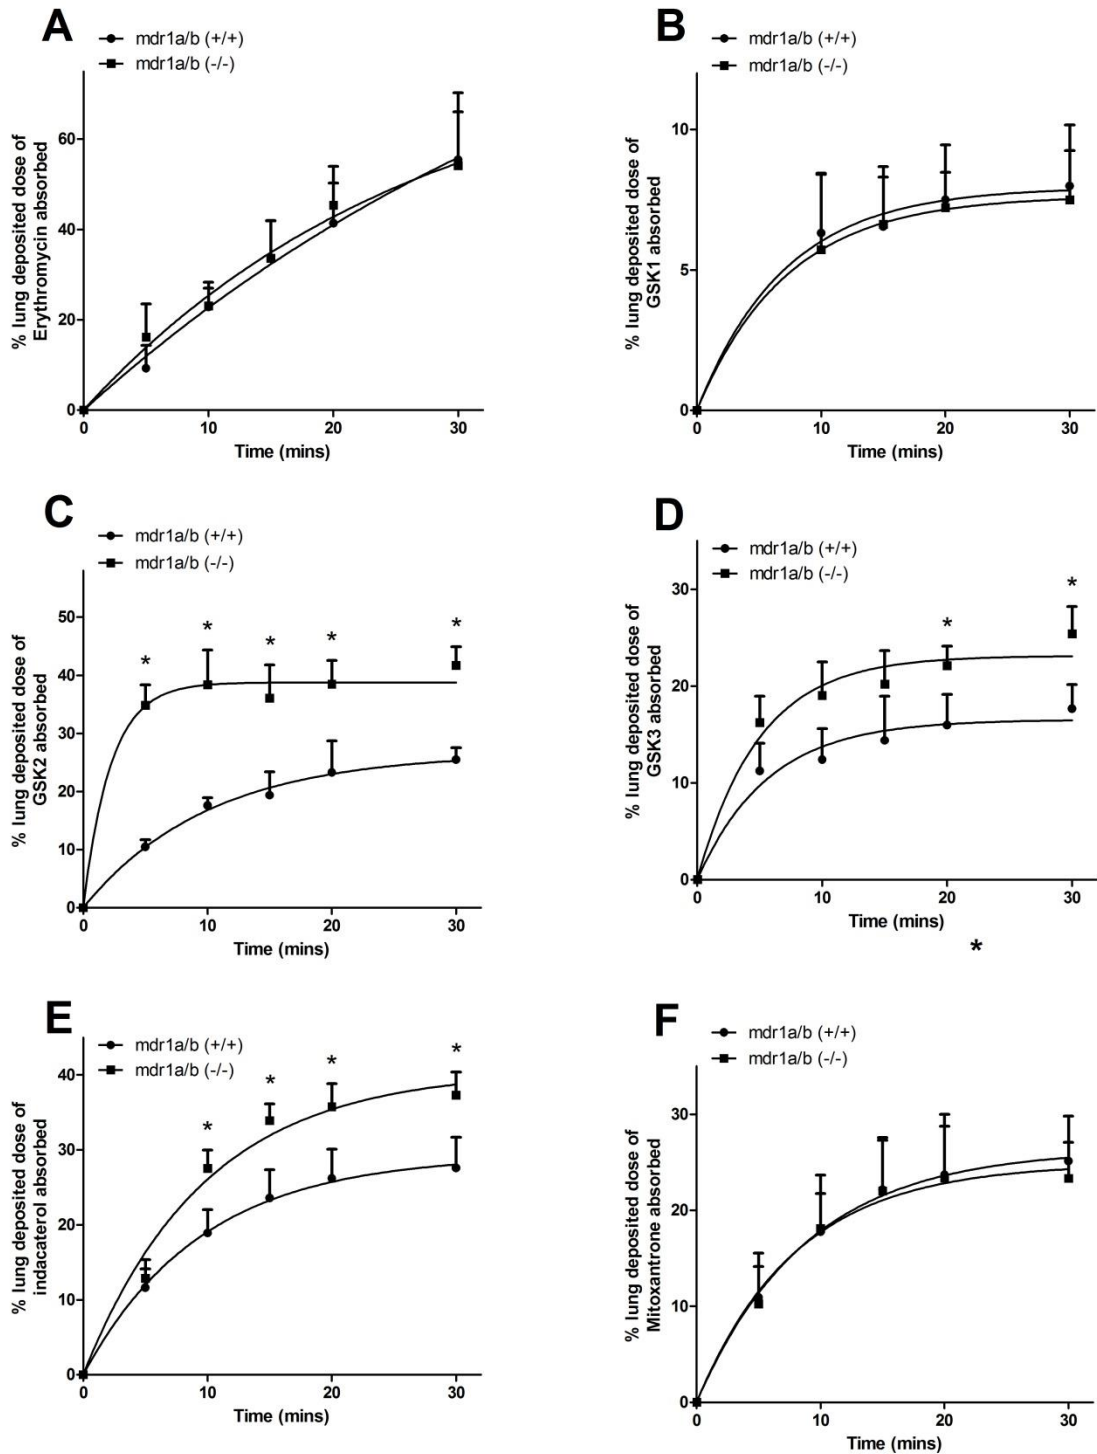 A
mdr1a/b (+/+)
mdr1a/b (-/-)
% lung deposited dose of
Erythromycin absorbed
60
40
20
0
0 10 20 30
Time (mins)
B
mdr1a/b (+/+)
mdr1a/b (-/-)
% lung deposited dose of
GSK1 absorbed
10
5
0
0 10 20 30
Time (mins)
C
mdr1a/b (+/+)
mdr1a/b (-/-)
% lung deposited dose of
GSK2 absorbed
50
40
30
20
10
0
* * * * *
0 10 20 30
Time (mins)
D
mdr1a/b (+/+)
mdr1a/b (-/-)
% lung deposited dose of
GSK3 absorbed
30
20
10
0
* *
0 10 20 30
Time (mins)
*
E
mdr1a/b (+/+)
mdr1a/b (-/-)
% lung deposited dose of
indacaterol absorbed
40
30
20
10
0
* * * *
0 10 20 30
Time (mins)
F
mdr1a/b (+/+)
mdr1a/b (-/-)
% lung deposited dose of
Mitoxantrone absorbed
30
20
10
0
0 10 20 30
Time (mins)